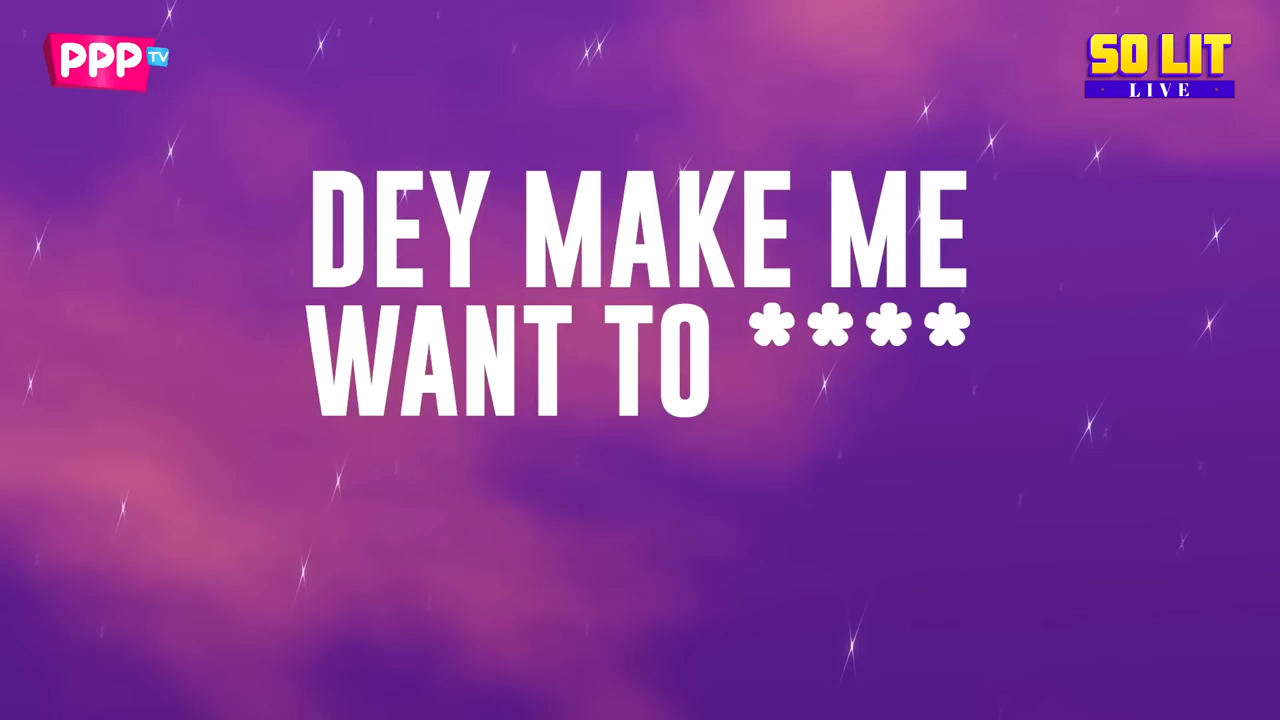 PPP TV
SO LIT
LIVE
DEY MAKE ME
WANT TO ****